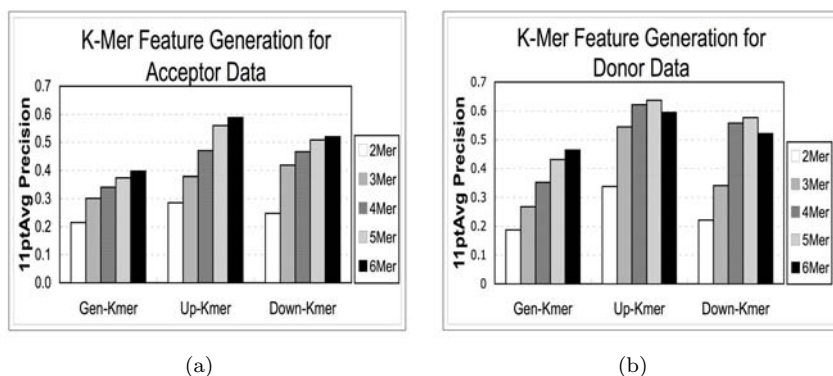 K-Mer Feature Generation for
Acceptor Data
11ptAvg Precision
0.7
0.6
0.5
0.4
0.3
0.2
0.1
0.0
Gen-Kmer Up-Kmer Down-Kmer
2Mer
3Mer
4Mer
5Mer
6Mer
(a)
K-Mer Feature Generation for
Donor Data
11ptAvg Precision
0.7
0.6
0.5
0.4
0.3
0.2
0.1
0
Gen-Kmer Up-Kmer Down-Kmer
2Mer
3Mer
4Mer
5Mer
6Mer
(b)